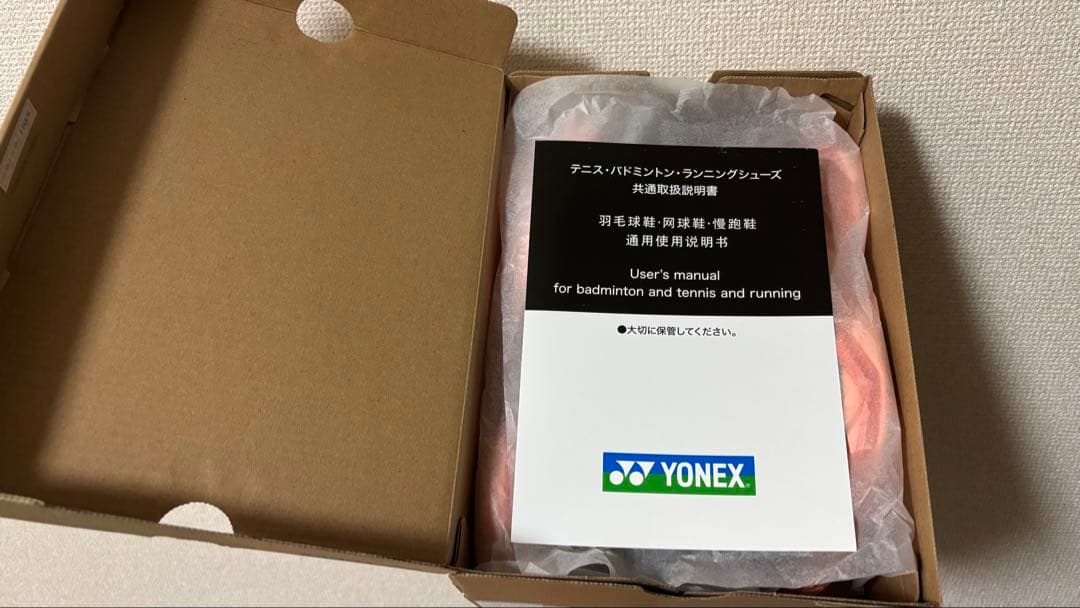 テニス・バドミントン・ランニングシューズ
共通取扱説明書
羽毛球鞋·网球鞋·慢跑鞋
通用使用说明书
User's manual
for badminton and tennis and running
●大切に保管してください。
YONEX